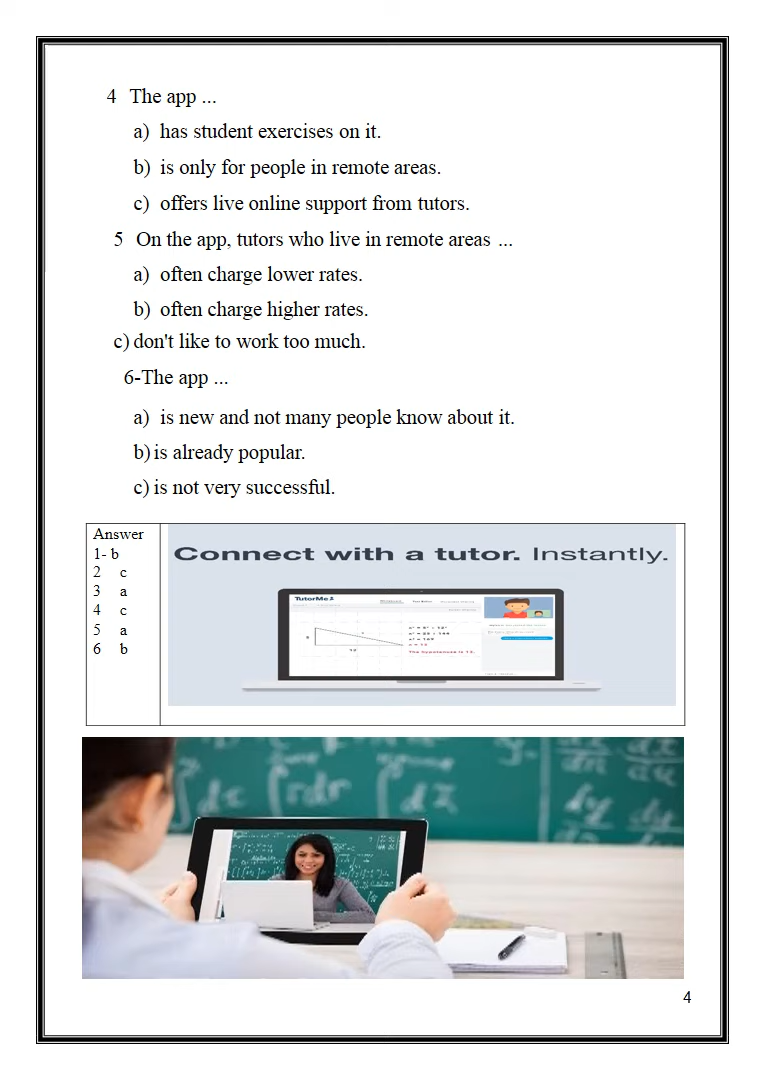 4 The app ...
a) has student exercises on it.
b) is only for people in remote areas.
c) offers live online support from tutors.
5 On the app, tutors who live in remote areas ...
a) often charge lower rates.
b) often charge higher rates.
c) don't like to work too much.
6-The app ...
a) is new and not many people know about it.
b) is already popular.
c) is not very successful.
Answer
1- b
2 c
3 a
4 c
5 a
6 b
Connect with a tutor. Instantly.
TutorMe
12
The hypotenuse is 13.
4